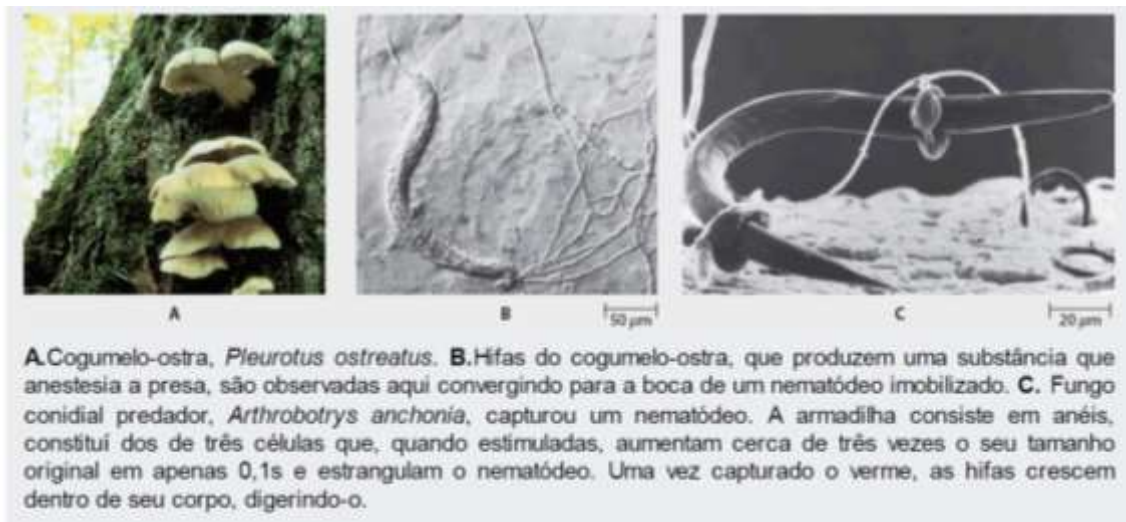 A
B
50 µm
C
20 µm
A.Cogumelo-ostra, Pleurotus ostreatus. B.Hifas do cogumelo-ostra, que produzem uma substância que
anestesia a presa, são observadas aqui convergindo para a boca de um nematódeo imobilizado. C. Fungo
conidial predador, Arthrobotrys anchonia, capturou um nematódeo. A armadilha consiste em anéis,
constituí dos de três células que, quando estimuladas, aumentam cerca de três vezes o seu tamanho
original em apenas 0,1s e estrangulam o nematódeo. Uma vez capturado o verme, as hifas crescem
dentro de seu corpo, digerindo-o.